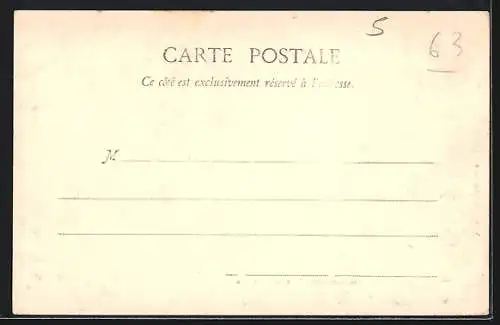 5
63
CARTE POSTALE
Ce côté est exclusivement réservé à l'adresse.
M